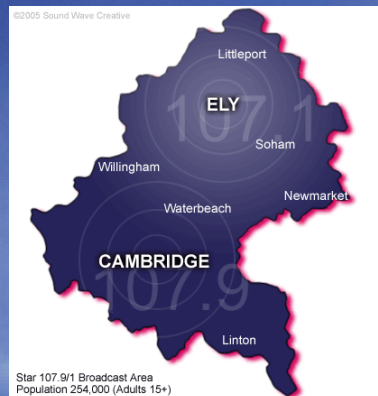 ©2005 Sound Wave Creative
Littleport
ELY
107.1
Soham
Willingham
Newmarket
Waterbeach
CAMBRIDGE
107.9
Linton
Star 107.9/1 Broadcast Area
Population 254,000 (Adults 15+)